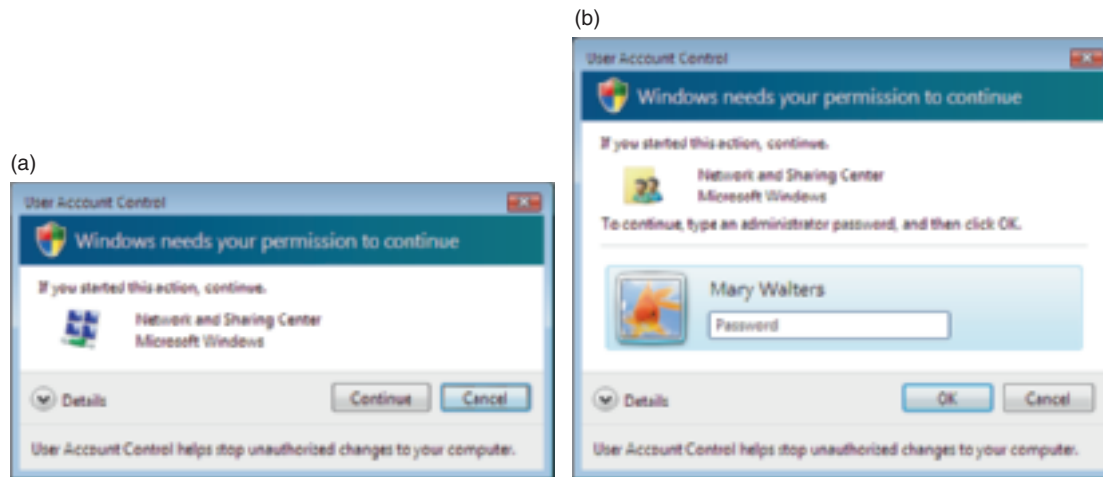 (a)
User Account Control
Windows needs your permission to continue
If you started this action, continue.
Network and Sharing Center
Microsoft Windows
Details
Continue
Cancel
User Account Control helps stop unauthorized changes to your computer.
(b)
User Account Control
Windows needs your permission to continue
If you started this action, continue.
Network and Sharing Center
Microsoft Windows
To continue, type an administrator password, and then click OK.
Mary Walters
Password
Details
OK
Cancel
User Account Control helps stop unauthorized changes to your computer.